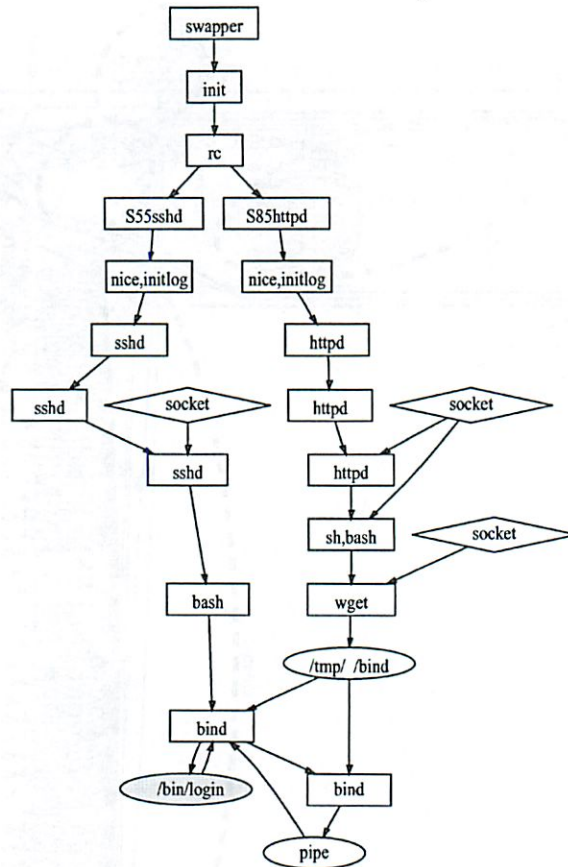 swapper
init
rc
S55sshd
S85httpd
nice,initlog
nice,initlog
sshd
httpd
sshd
socket
httpd
socket
sshd
httpd
sh,bash
socket
bash
wget
/tmp/ /bind
bind
/bin/login
bind
pipe